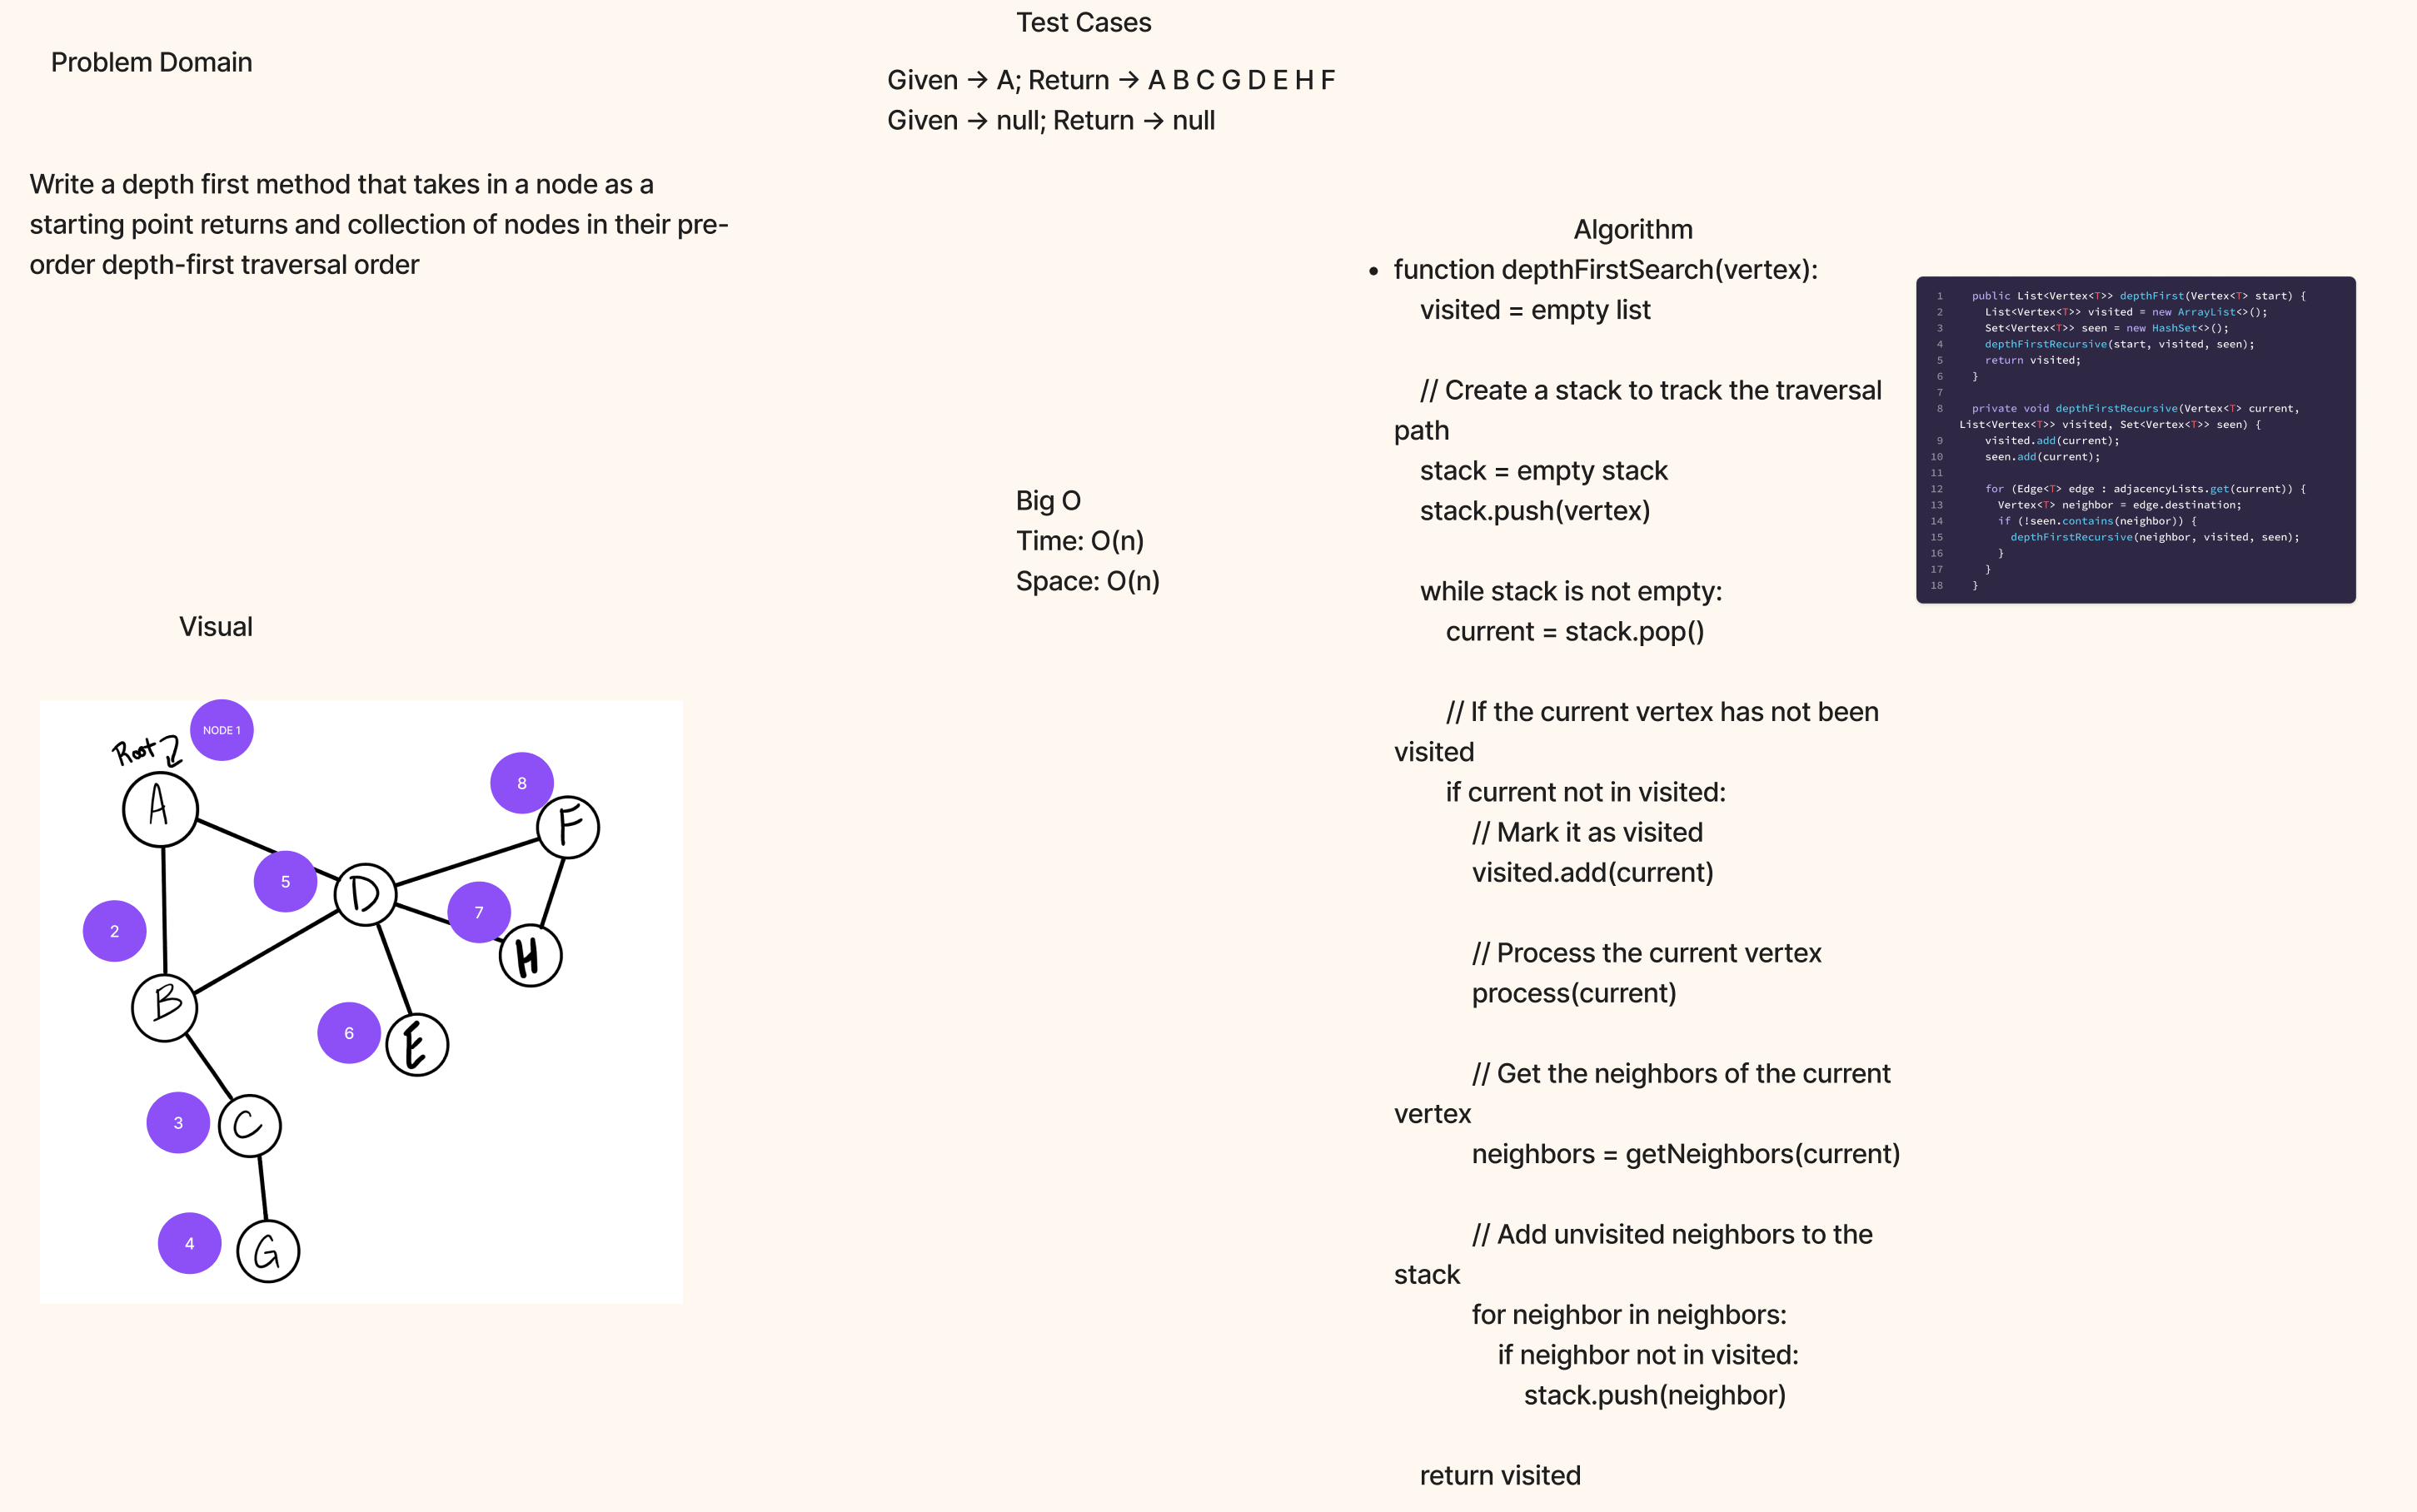 Problem Domain
Write a depth first method that takes in a node as a
starting point returns and collection of nodes in their pre-
order depth-first traversal order
Test Cases
Given → A; Return → A B C G D E H F
Given → null; Return → null
Big O
Time: O(n)
Space: O(n)
Visual
NODE 1
Root
A
8
F
5
D
7
2
H
B
6
E
3
C
4
G
Algorithm
• function depthFirstSearch(vertex):
visited = empty list
// Create a stack to track the traversal
path
stack = empty stack
stack.push(vertex)
while stack is not empty:
current = stack.pop()
// If the current vertex has not been
visited
if current not in visited:
// Mark it as visited
visited.add(current)
// Process the current vertex
process(current)
// Get the neighbors of the current
vertex
neighbors = getNeighbors(current)
// Add unvisited neighbors to the
stack
for neighbor in neighbors:
if neighbor not in visited:
stack.push(neighbor)
return visited
1 public List<Vertex<T>> depthFirst(Vertex<T> start) {
2 List<Vertex<T>> visited = new ArrayList<>();
3 Set<Vertex<T>> seen = new HashSet<>();
4 depthFirstRecursive(start, visited, seen);
5 return visited;
6 }
7
8 private void depthFirstRecursive(Vertex<T> current,
List<Vertex<T>> visited, Set<Vertex<T>> seen) {
9 visited.add(current);
10 seen.add(current);
11
12 for (Edge<T> edge : adjacencyLists.get(current)) {
13 Vertex<T> neighbor = edge.destination;
14 if (!seen.contains(neighbor)) {
15 depthFirstRecursive(neighbor, visited, seen);
16 }
17 }
18 }